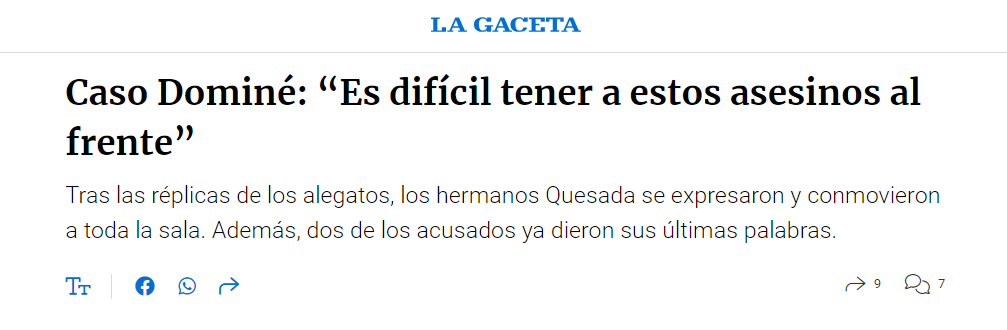 LA GACETA
Caso Dominé: “Es difícil tener a estos asesinos al
frente”
Tras las réplicas de los alegatos, los hermanos Quesada se expresaron y conmovieron
a toda la sala. Además, dos de los acusados ya dieron sus últimas palabras.
TT 9 7